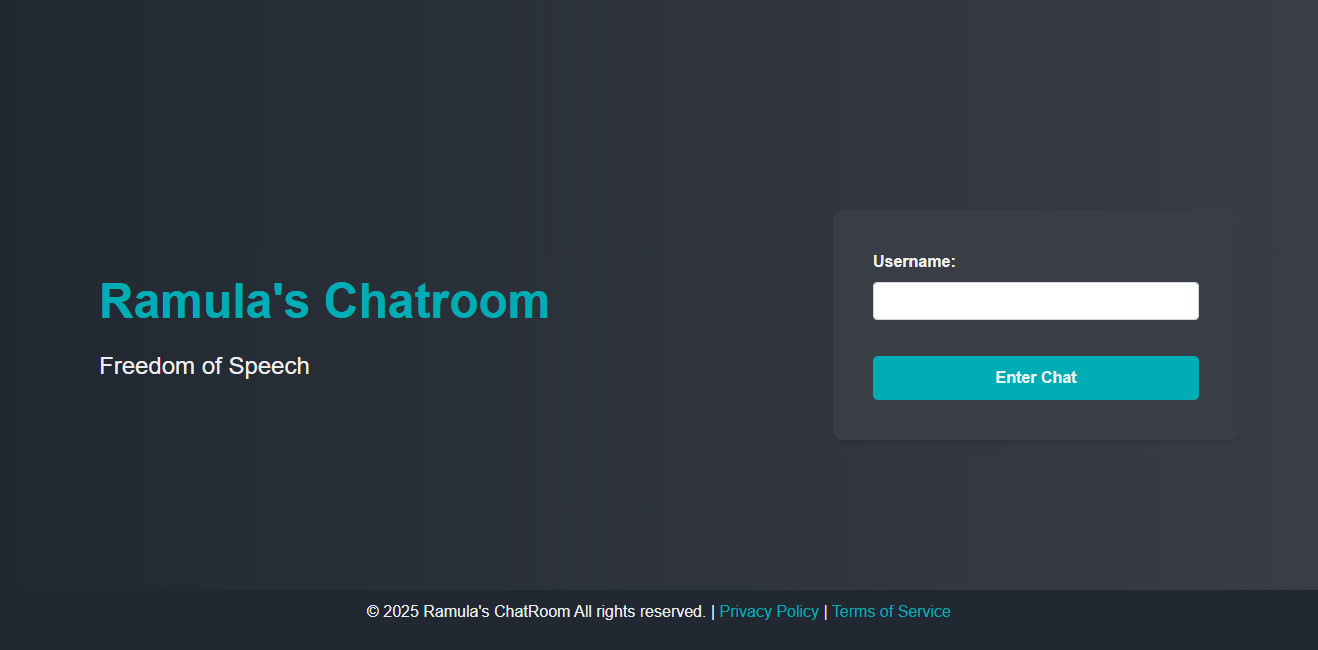 Ramula's Chatroom
Freedom of Speech
Username:
Enter Chat
© 2025 Ramula's ChatRoom All rights reserved. | Privacy Policy | Terms of Service